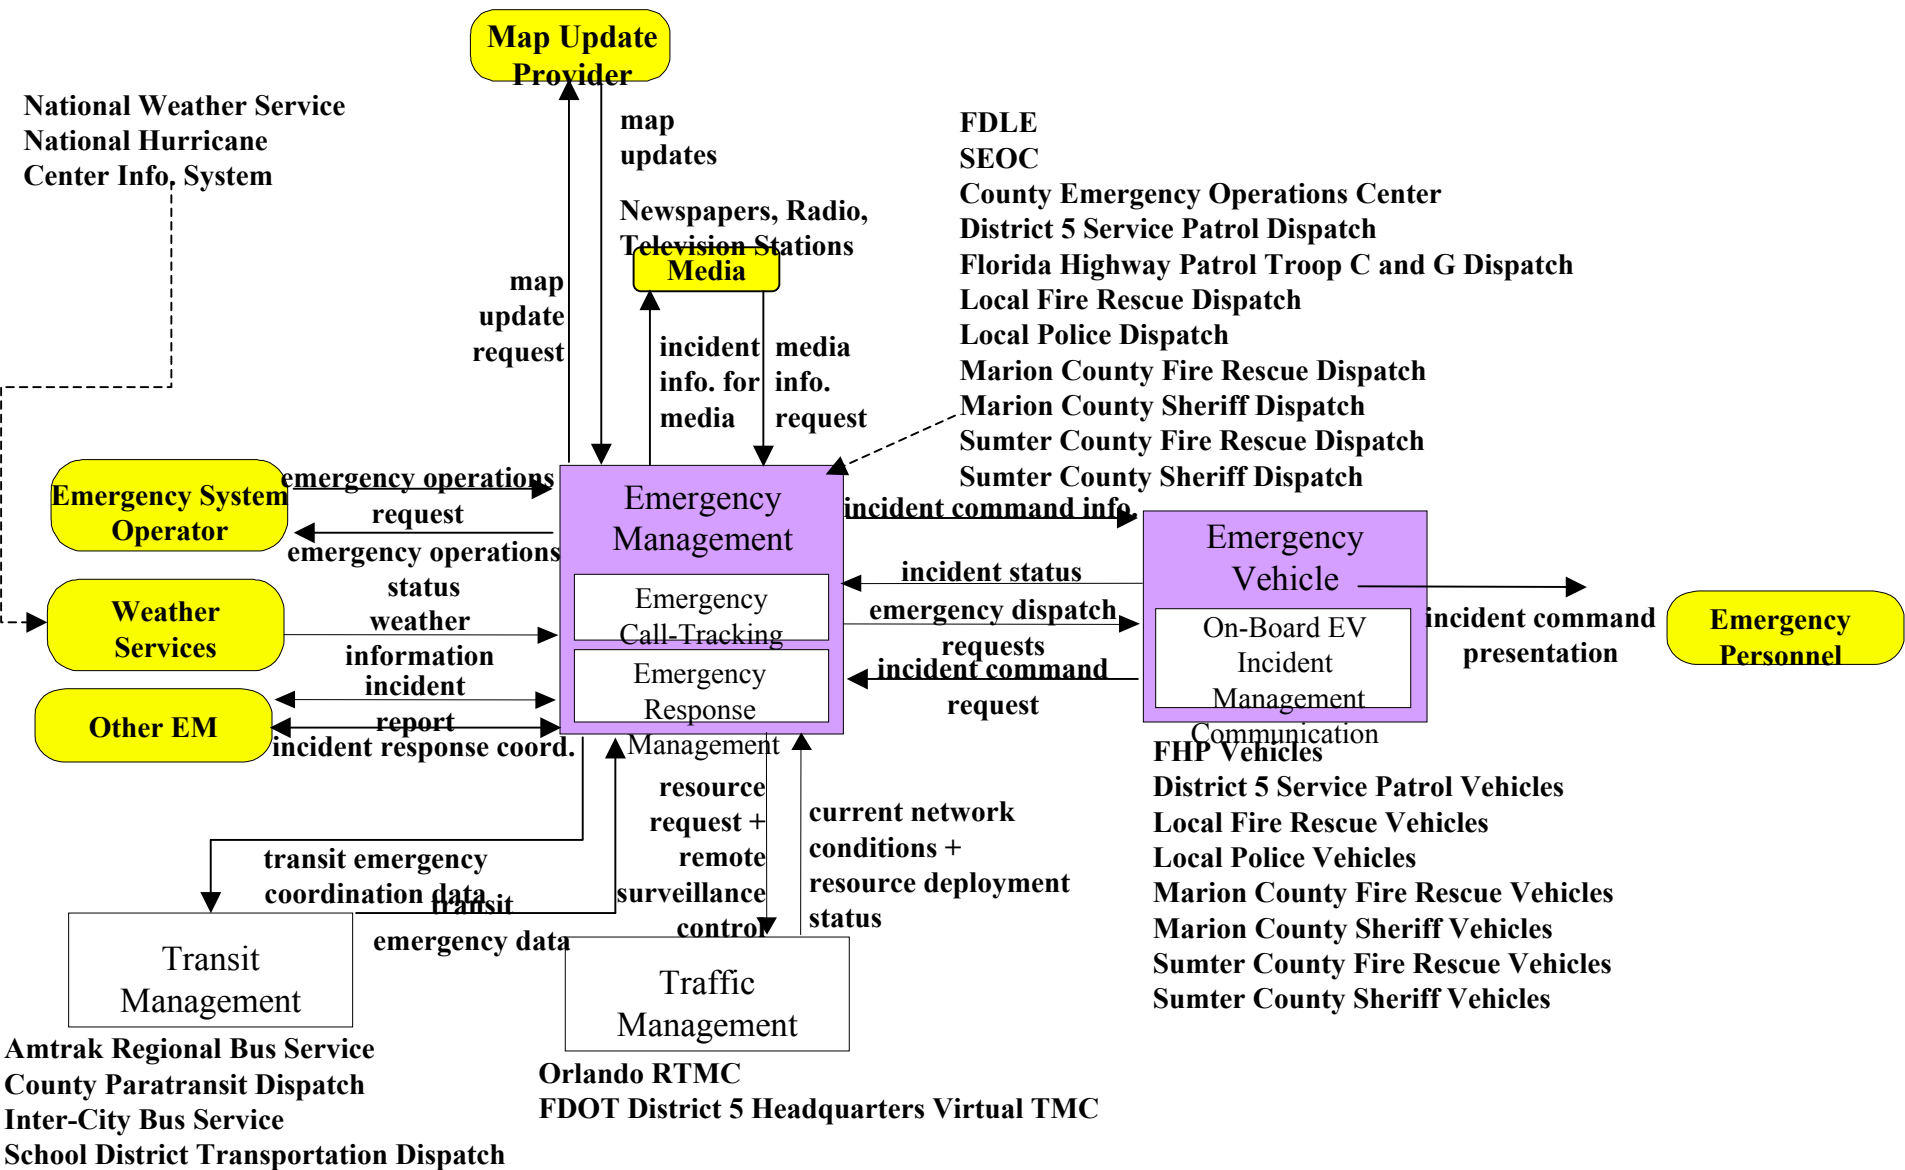 Map Update
Provider
National Weather Service
National Hurricane
Center Info. System
map
updates
Newspapers, Radio,
Television Stations
Media
FDLE
SEOC
County Emergency Operations Center
District 5 Service Patrol Dispatch
Florida Highway Patrol Troop C and G Dispatch
Local Fire Rescue Dispatch
Local Police Dispatch
Marion County Fire Rescue Dispatch
Marion County Sheriff Dispatch
Sumter County Fire Rescue Dispatch
Sumter County Sheriff Dispatch
map
update
request
incident
info. for
media
media
info.
request
Emergency System
Operator
emergency operations
request
emergency operations
status
Weather
Services
weather
information
Other EM
incident
report
incident response coord.
Emergency
Management
Emergency
Call-Tracking
Emergency
Response
Management
incident command info.
incident status
emergency dispatch
requests
incident command
request
Emergency
Vehicle
On-Board EV
Incident
Management
Communication
incident command
presentation
Emergency
Personnel
FHP Vehicles
District 5 Service Patrol Vehicles
Local Fire Rescue Vehicles
Local Police Vehicles
Marion County Fire Rescue Vehicles
Marion County Sheriff Vehicles
Sumter County Fire Rescue Vehicles
Sumter County Sheriff Vehicles
resource
request +
remote
surveillance
control
current network
conditions +
resource deployment
status
transit emergency
coordination data
transit
emergency data
Transit
Management
Traffic
Management
Amtrak Regional Bus Service
County Paratransit Dispatch
Inter-City Bus Service
School District Transportation Dispatch
Orlando RTMC
FDOT District 5 Headquarters Virtual TMC